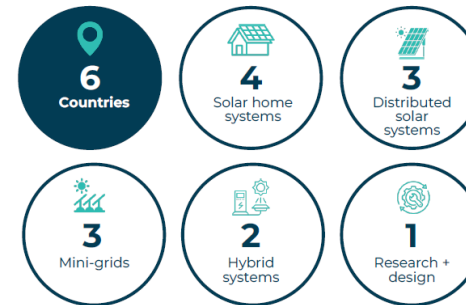 6
Countries
4
Solar home
systems
3
Distributed
solar
systems
3
Mini-grids
2
Hybrid
systems
1
Research +
design